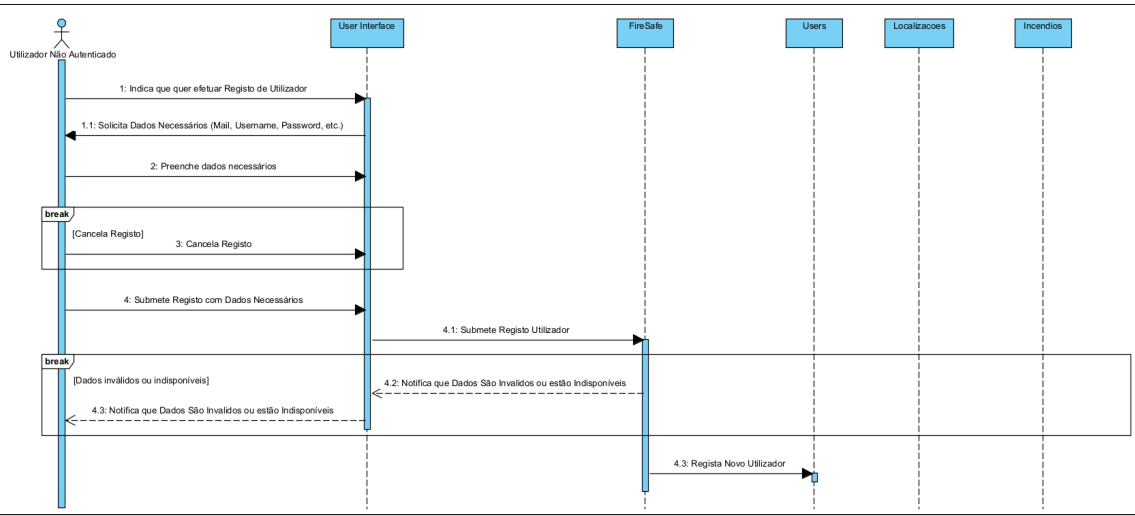 User Interface
FireSafe
Users
Localizacoes
Incendios
Utilizador Não Autenticado
1: Indica que quer efetuar Registo de Utilizador
1.1: Solicita Dados Necessários (Mail, Username, Password, etc.)
2: Preenche dados necessários
break
[Cancela Registo]
3: Cancela Registo
4: Submete Registo com Dados Necessários
4.1: Submete Registo Utilizador
break
[Dados inválidos ou indisponíveis]
4.2: Notifica que Dados São Invalidos ou estão Indisponíveis
4.3: Notifica que Dados São Invalidos ou estão Indisponíveis
4.3: Regista Novo Utilizador